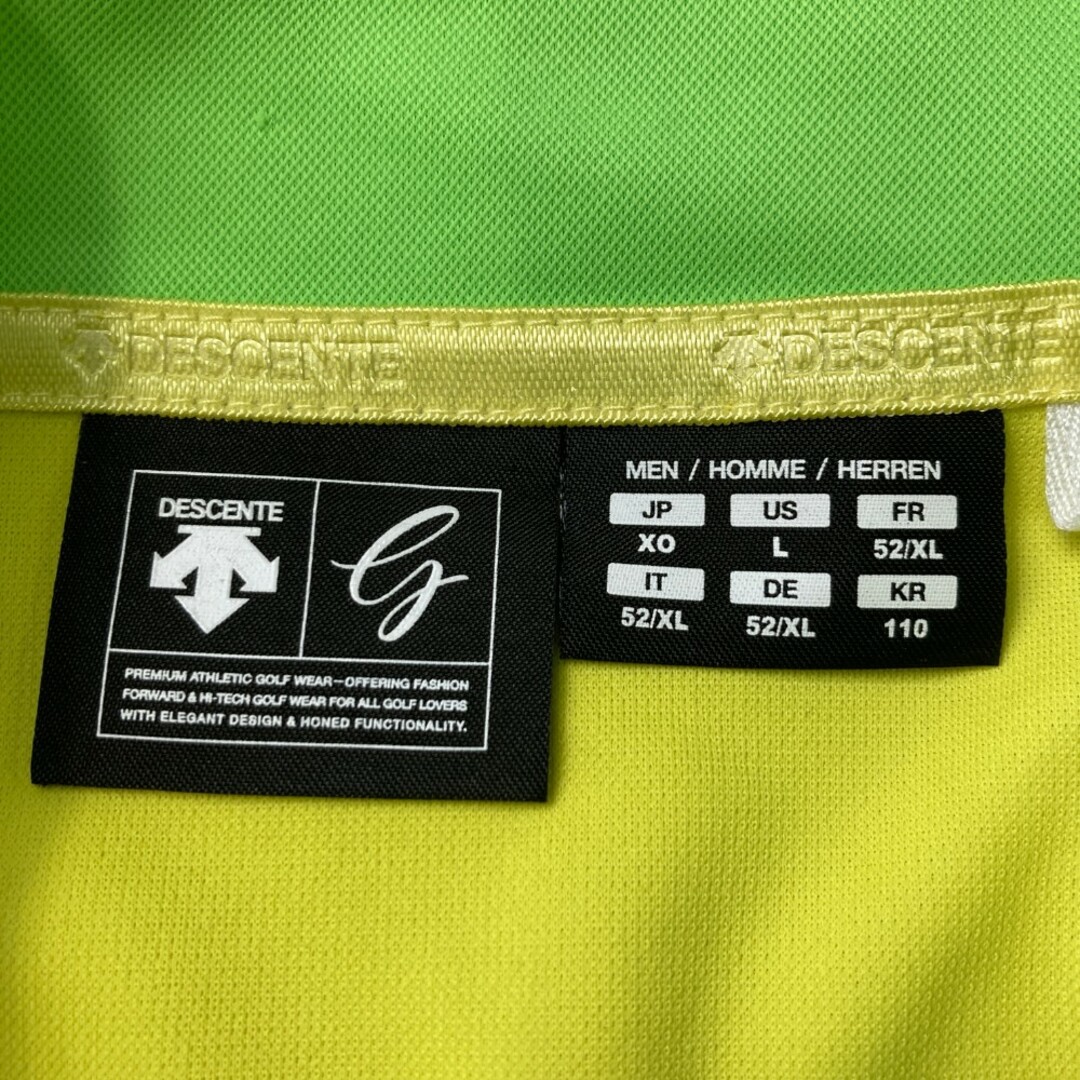 DESCENTE DESCENTE
DESCENTE
G
PREMIUM ATHLETIC GOLF WEAR—OFFERING FASHION
FORWARD & HI-TECH GOLF WEAR FOR ALL GOLF LOVERS
WITH ELEGANT DESIGN & HONED FUNCTIONALITY.
MEN / HOMME / HERREN
JP US FR
XO L 52/XL
IT DE KR
52/XL 52/XL 110